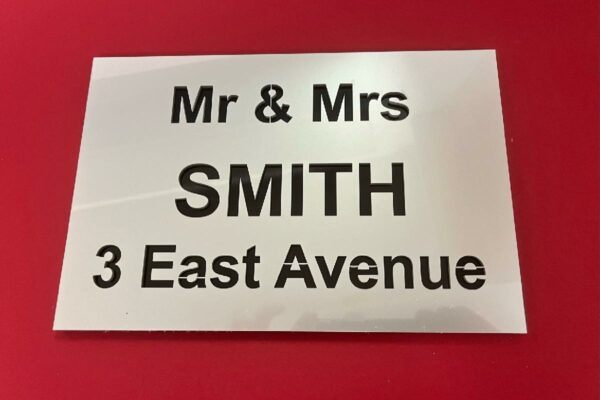 Mr & Mrs
SMITH
3 East Avenue